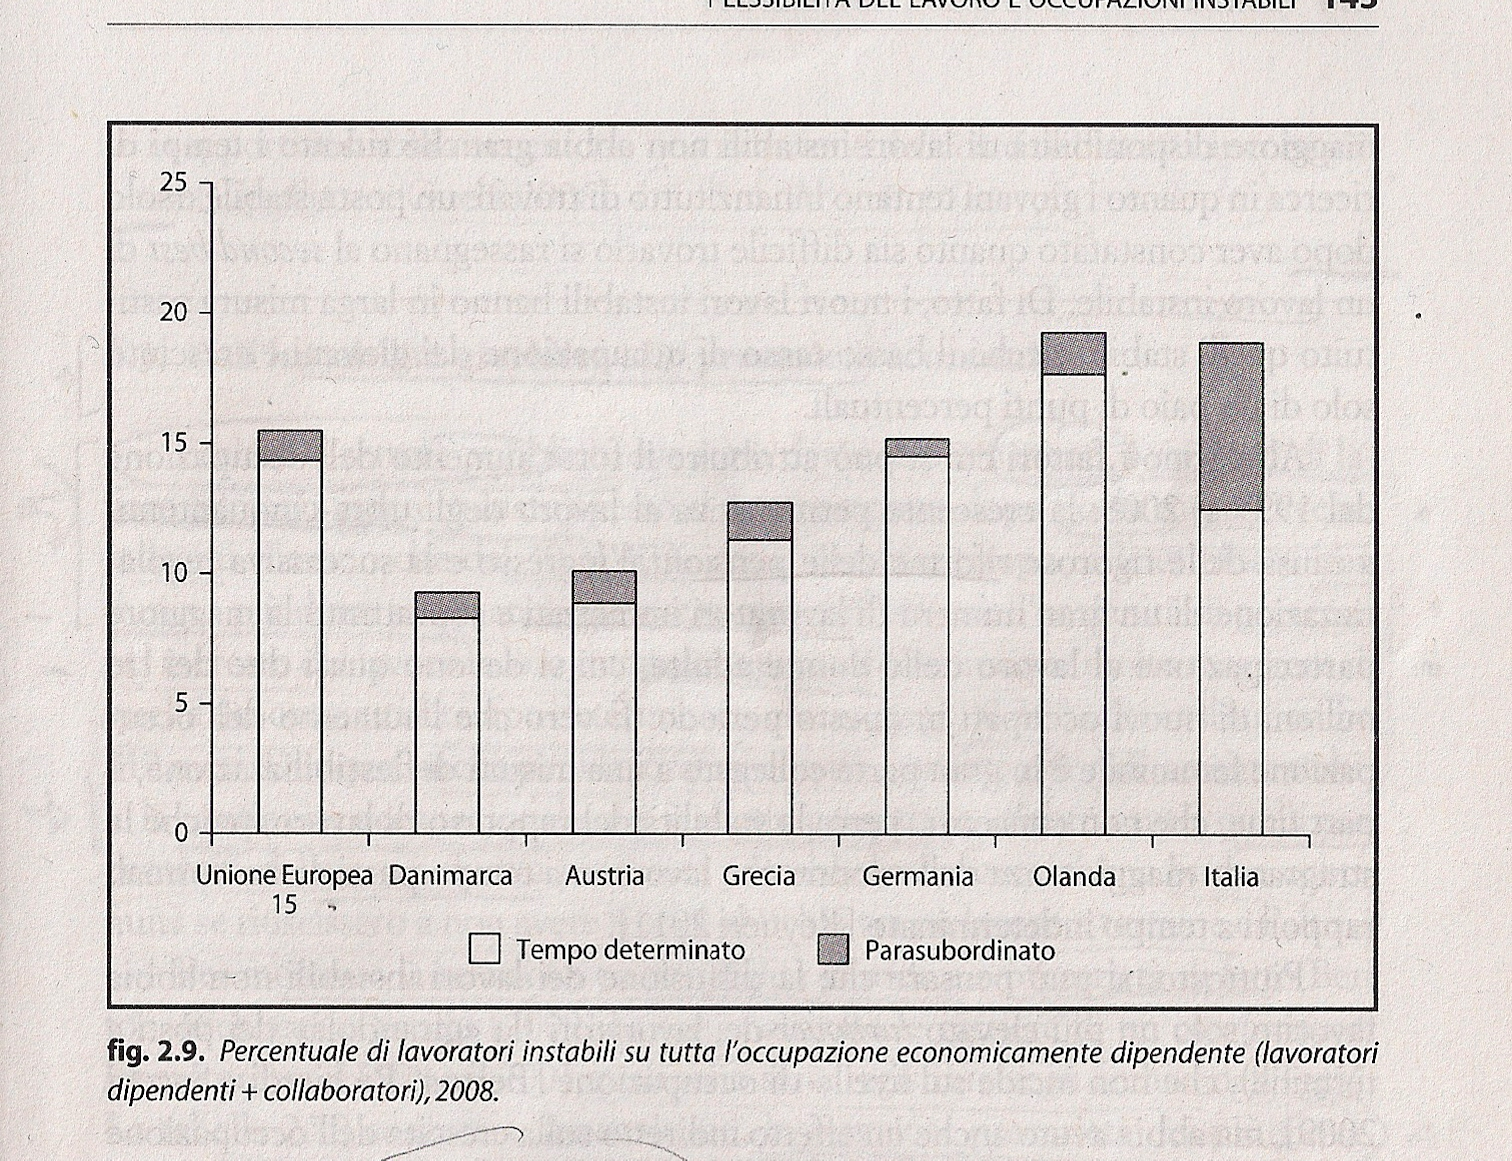 FLESSIBILITÀ DEL LAVORO E OCCUPAZIONI INSTABILI 145
25
20
15
10
5
0
Unione Europea Danimarca Austria Grecia Germania Olanda Italia
15
Tempo determinato Parasubordinato
fig. 2.9. Percentuale di lavoratori instabili su tutta l'occupazione economicamente dipendente (lavoratori
dipendenti + collaboratori), 2008.